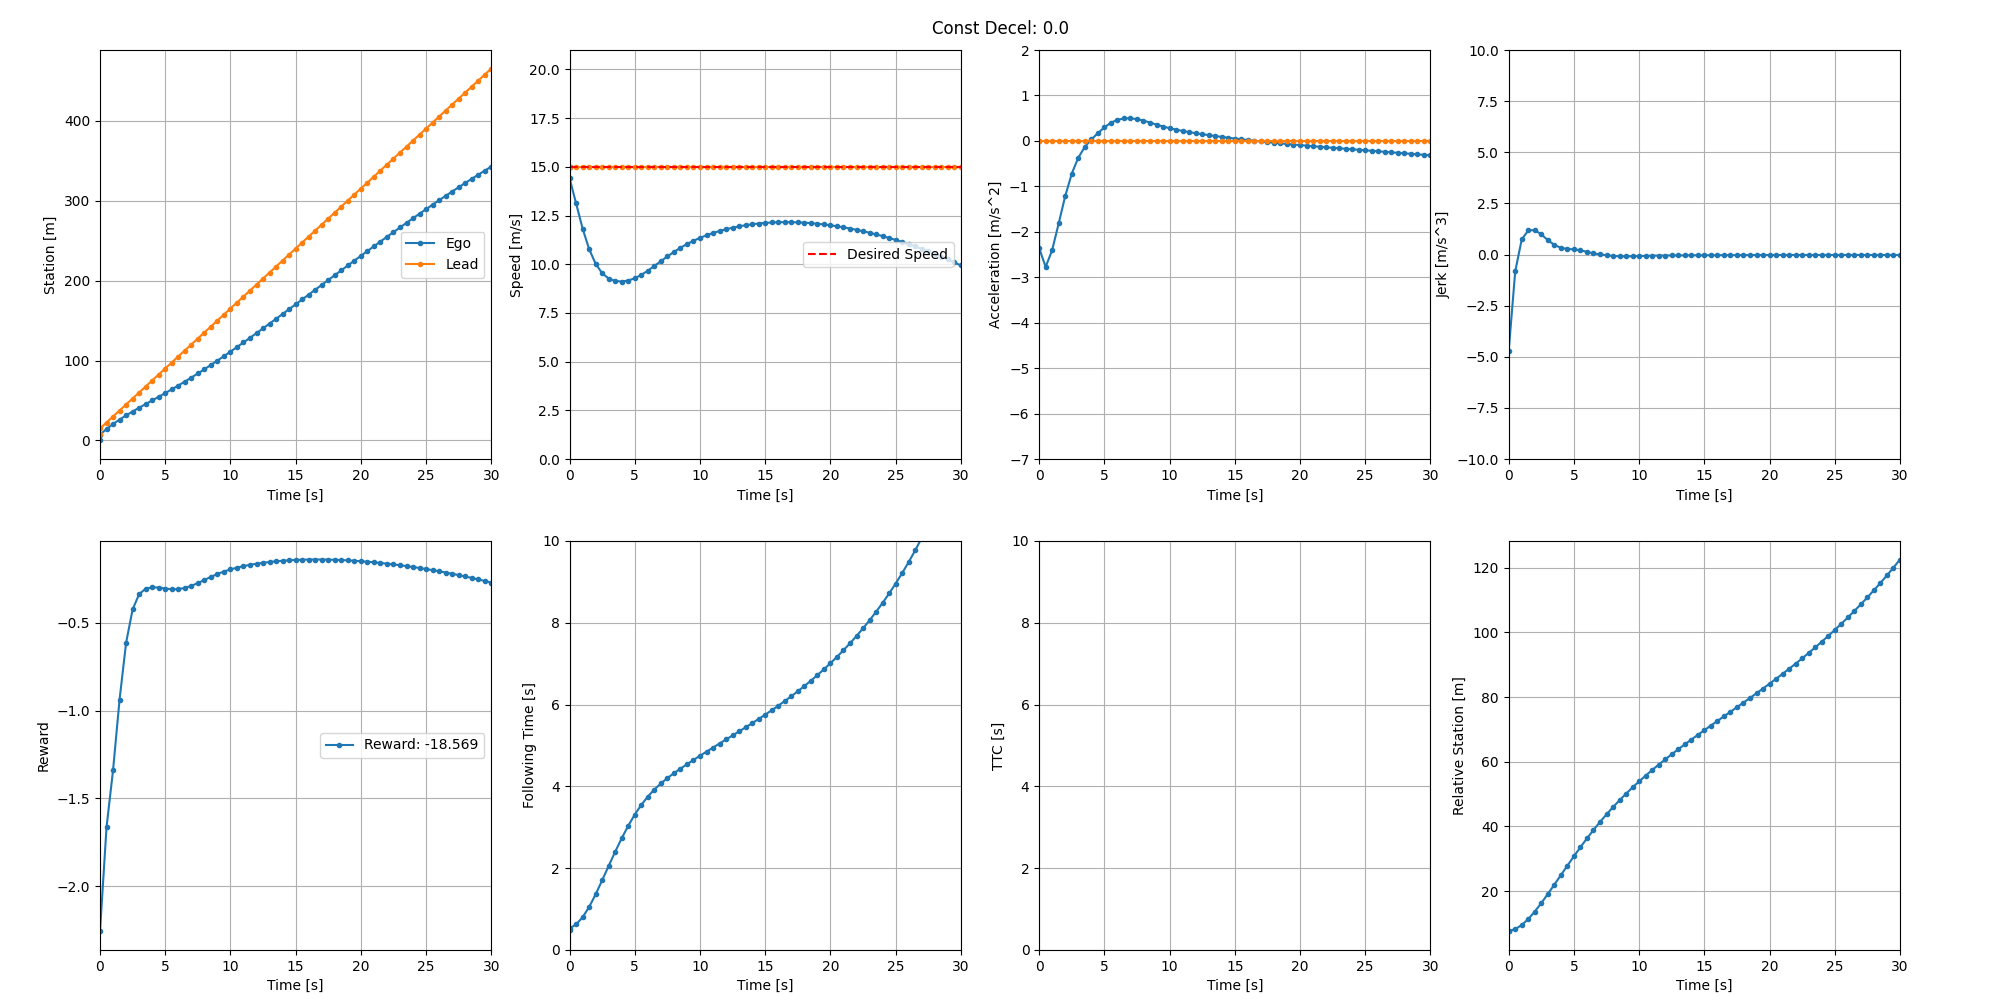 Const Decel: 0.0
Station [m]
400
300
200
100
0
Ego
Lead
0 5 10 15 20 25 30
Time [s]
Speed [m/s]
20.0
17.5
15.0
12.5
10.0
7.5
5.0
2.5
0.0
Desired Speed
0 5 10 15 20 25 30
Time [s]
Acceleration [m/s^2]
2
1
0
−1
−2
−3
−4
−5
−6
−7
0 5 10 15 20 25 30
Time [s]
Jerk [m/s^3]
10.0
7.5
5.0
2.5
0.0
−2.5
−5.0
−7.5
−10.0
0 5 10 15 20 25 30
Time [s]
Reward
−0.5
−1.0
−1.5
−2.0
Reward: -18.569
0 5 10 15 20 25 30
Time [s]
Following Time [s]
10
8
6
4
2
0
0 5 10 15 20 25 30
Time [s]
TTC [s]
10
8
6
4
2
0
0 5 10 15 20 25 30
Time [s]
Relative Station [m]
120
100
80
60
40
20
0 5 10 15 20 25 30
Time [s]